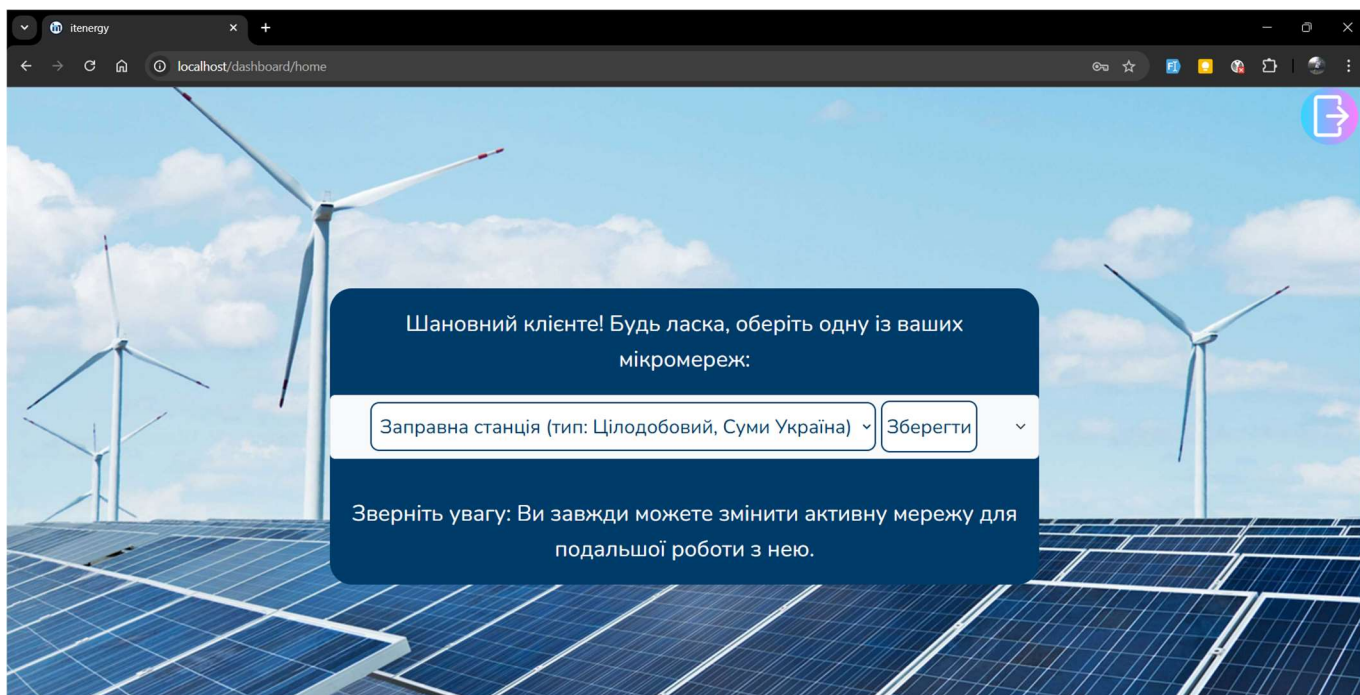 itenergy
localhost/dashboard/home
Шановний клієнте! Будь ласка, оберіть одну із ваших
мікромереж:
Заправна станція (тип: Цілодобовий, Суми Україна) Зберегти
Зверніть увагу: Ви завжди можете змінити активну мережу для
подальшої роботи з нею.